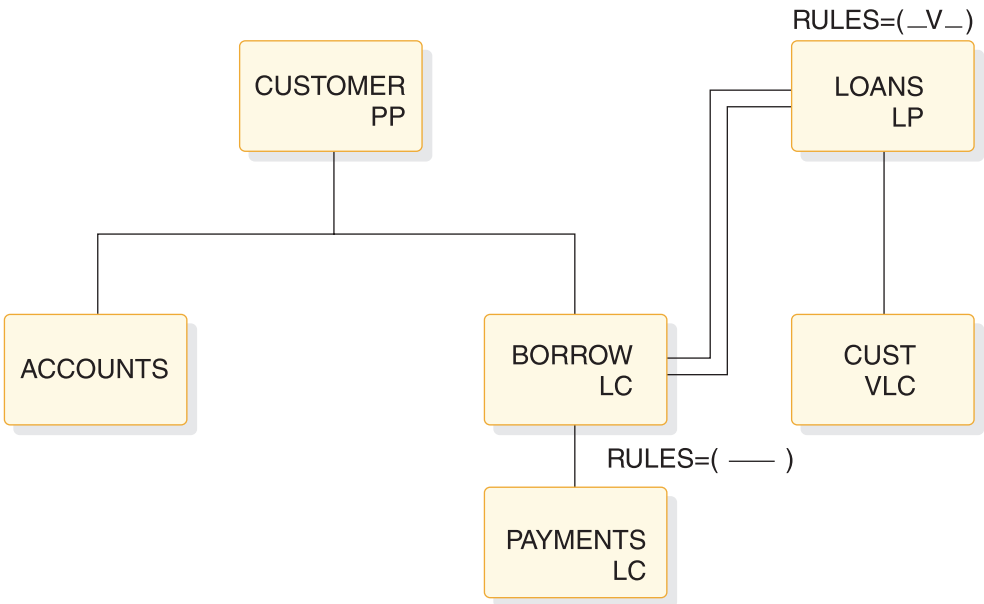 RULES=( _V_ )
CUSTOMER
PP
LOANS
LP
ACCOUNTS
BORROW
LC
CUST
VLC
RULES=( ___ )
PAYMENTS
LC